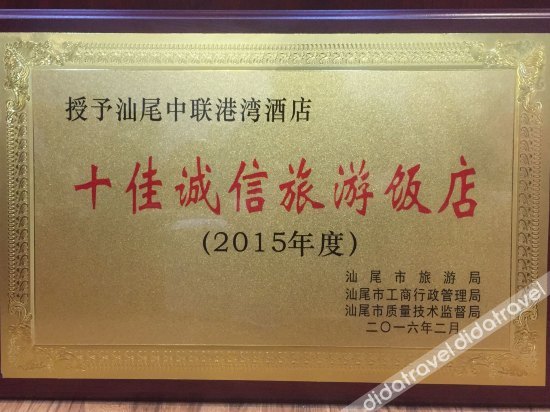 授予汕尾中联港湾酒店
十佳诚信旅游饭店
(2015年度)
汕尾市旅游局
汕尾市工商行政管理局
汕尾市质量技术监督局
二〇一六年二月
didatravel didatravel